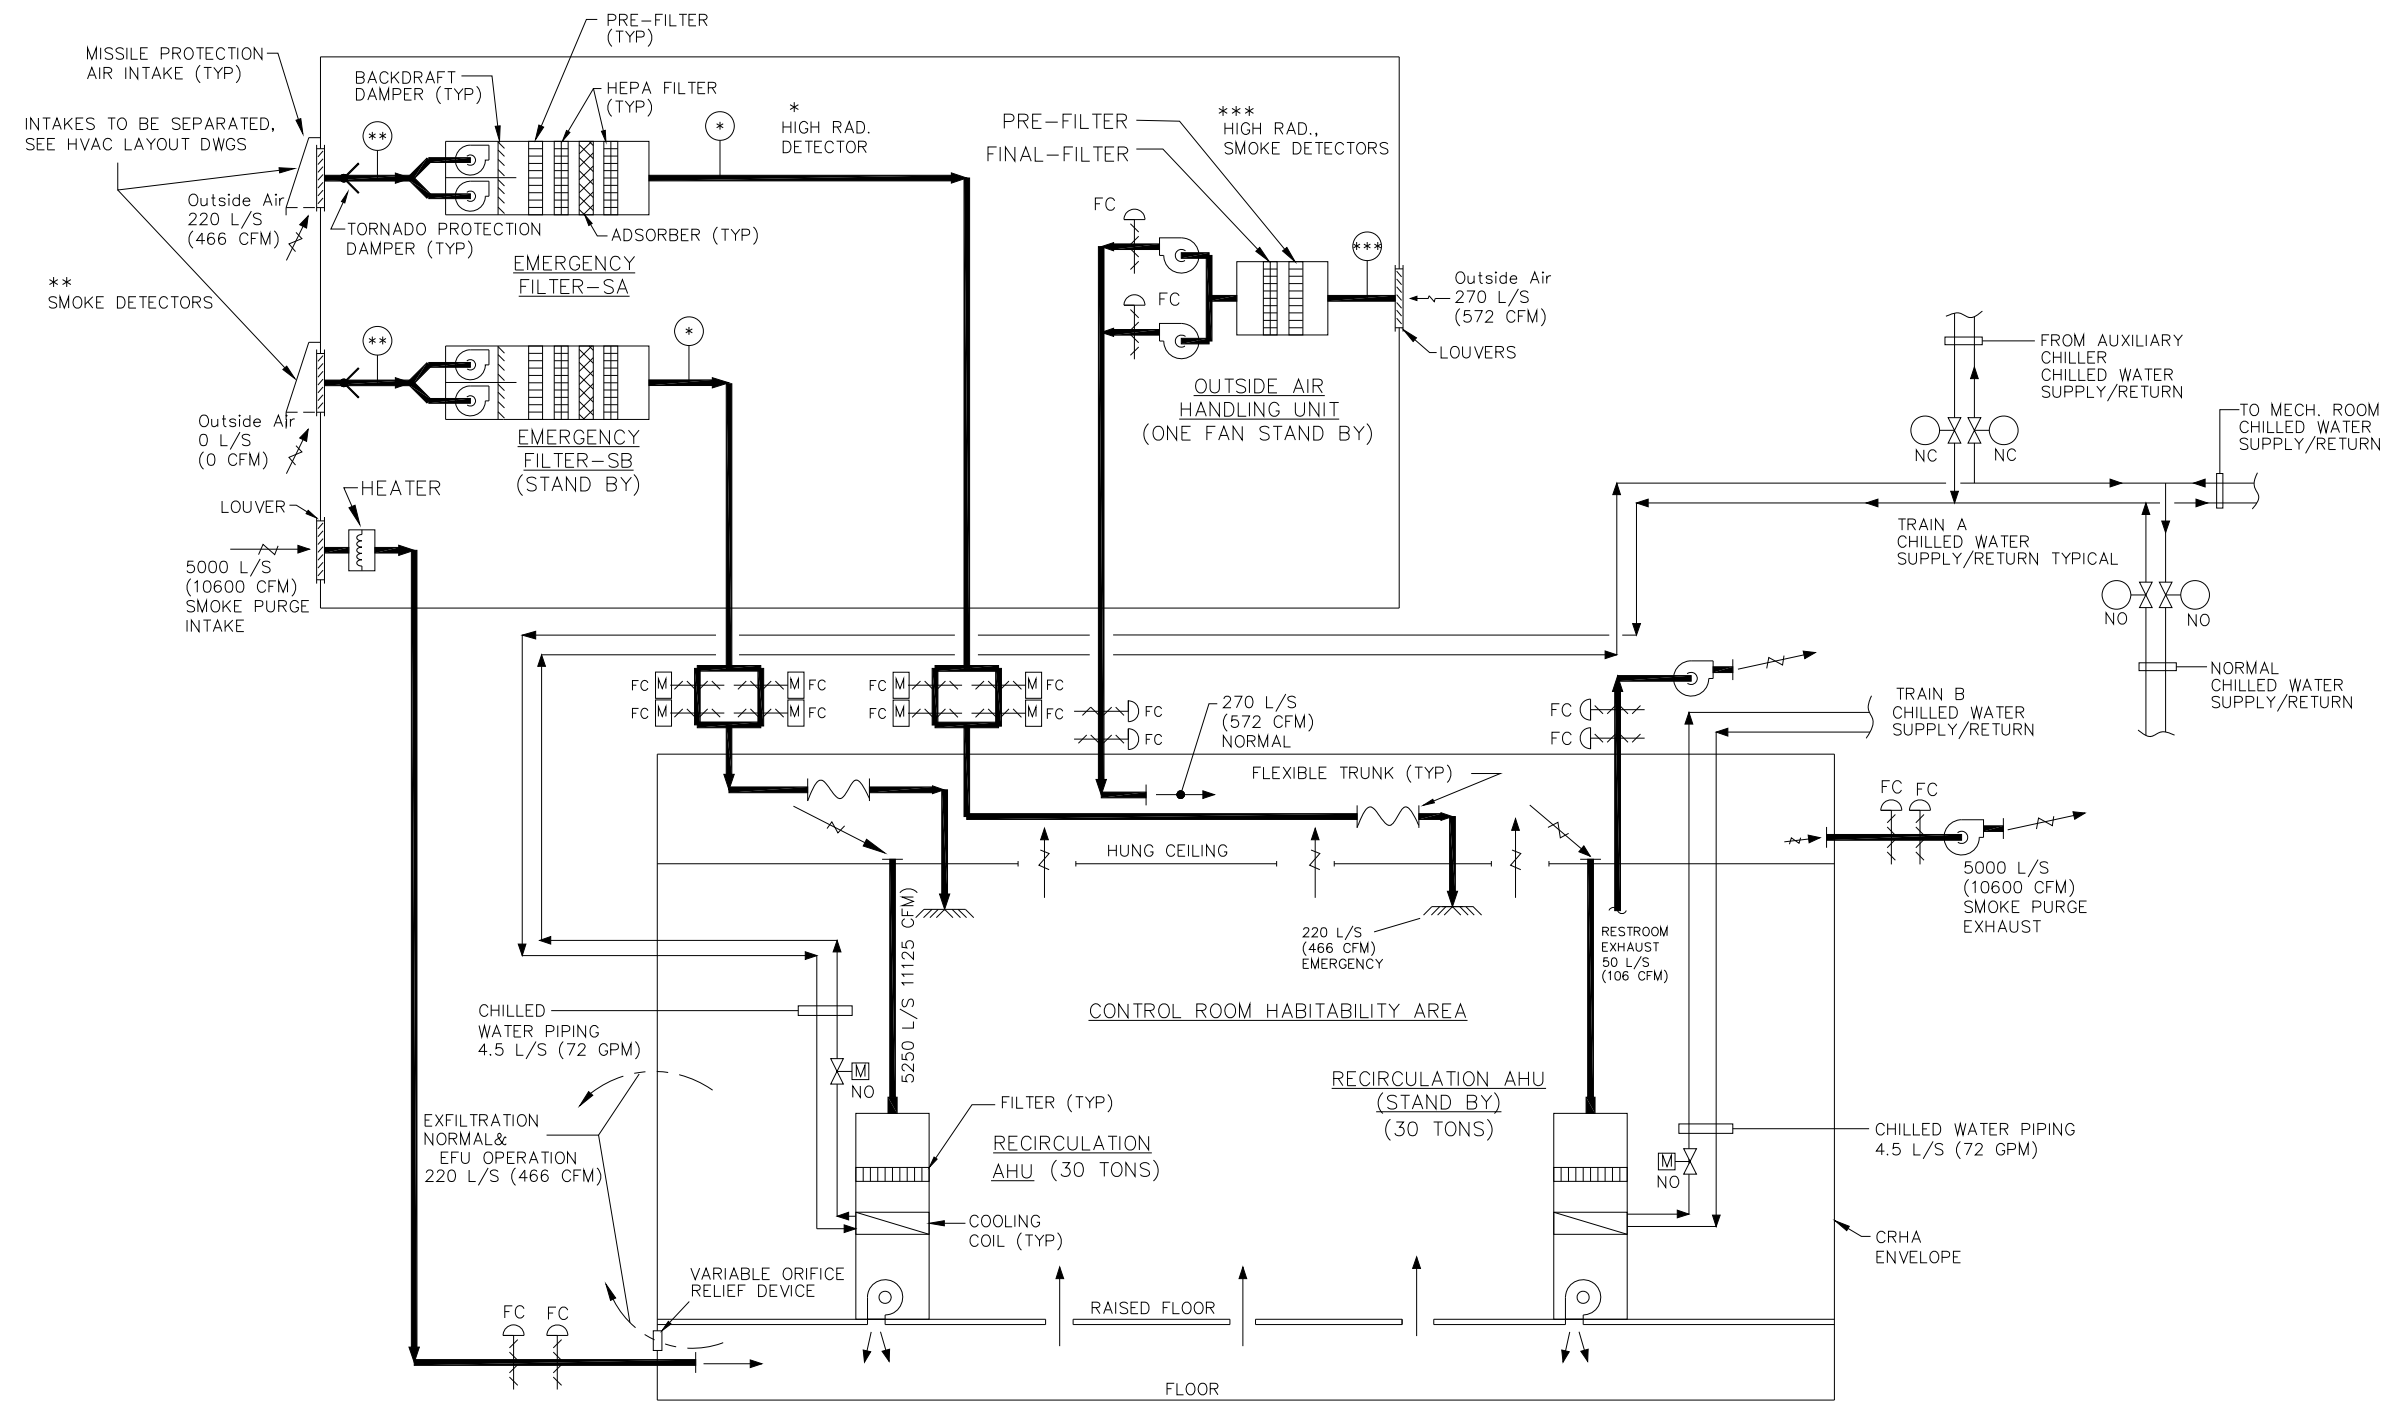 PRE-FILTER
(TYP)
MISSILE PROTECTION
AIR INTAKE (TYP)
BACKDRAFT
DAMPER (TYP)
HEPA FILTER
(TYP)
INTAKES TO BE SEPARATED,
SEE HVAC LAYOUT DWGS
**
*
*
HIGH RAD.
DETECTOR
PRE-FILTER
FINAL-FILTER
***
HIGH RAD.,
SMOKE DETECTORS
Outside Air
220 L/S
(466 CFM)
TORNADO PROTECTION
DAMPER (TYP)
ADSORBER (TYP)
EMERGENCY
FILTER-SA
FC
***
FC
Outside Air
270 L/S
(572 CFM)
LOUVERS
**
SMOKE DETECTORS
**
*
OUTSIDE AIR
HANDLING UNIT
(ONE FAN STAND BY)
Outside Air
0 L/S
(0 CFM)
EMERGENCY
FILTER-SB
(STAND BY)
FROM AUXILIARY
CHILLER
CHILLED WATER
SUPPLY/RETURN
TO MECH. ROOM
CHILLED WATER
SUPPLY/RETURN
NC
NC
HEATER
LOUVER
5000 L/S
(10600 CFM)
SMOKE PURGE
INTAKE
TRAIN A
CHILLED WATER
SUPPLY/RETURN TYPICAL
NO
NO
NORMAL
CHILLED WATER
SUPPLY/RETURN
FC M
M FC
FC M
M FC
FC M
M FC
FC M
M FC
FC
FC
270 L/S
(572 CFM)
NORMAL
FC
FC
TRAIN B
CHILLED WATER
SUPPLY/RETURN
FLEXIBLE TRUNK (TYP)
FC
FC
HUNG CEILING
5000 L/S
(10600 CFM)
SMOKE PURGE
EXHAUST
5250 L/S 11125 CFM)
220 L/S
(466 CFM)
EMERGENCY
RESTROOM
EXHAUST
50 L/S
(106 CFM)
CHILLED
WATER PIPING
4.5 L/S (72 GPM)
CONTROL ROOM HABITABILITY AREA
M
NO
RECIRCULATION AHU
(STAND BY)
(30 TONS)
FILTER (TYP)
RECIRCULATION
AHU (30 TONS)
EXFILTRATION
NORMAL&
EFU OPERATION
220 L/S (466 CFM)
CHILLED WATER PIPING
4.5 L/S (72 GPM)
M
NO
COOLING
COIL (TYP)
CRHA
ENVELOPE
VARIABLE ORIFICE
RELIEF DEVICE
FC
FC
RAISED FLOOR
FLOOR